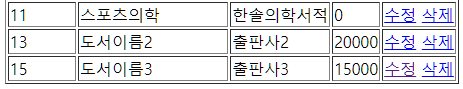 11 스포츠의학 한솔의학서적 0 수정 삭제
13 도서이름2 출판사2 20000 수정 삭제
15 도서이름3 출판사3 15000 수정 삭제